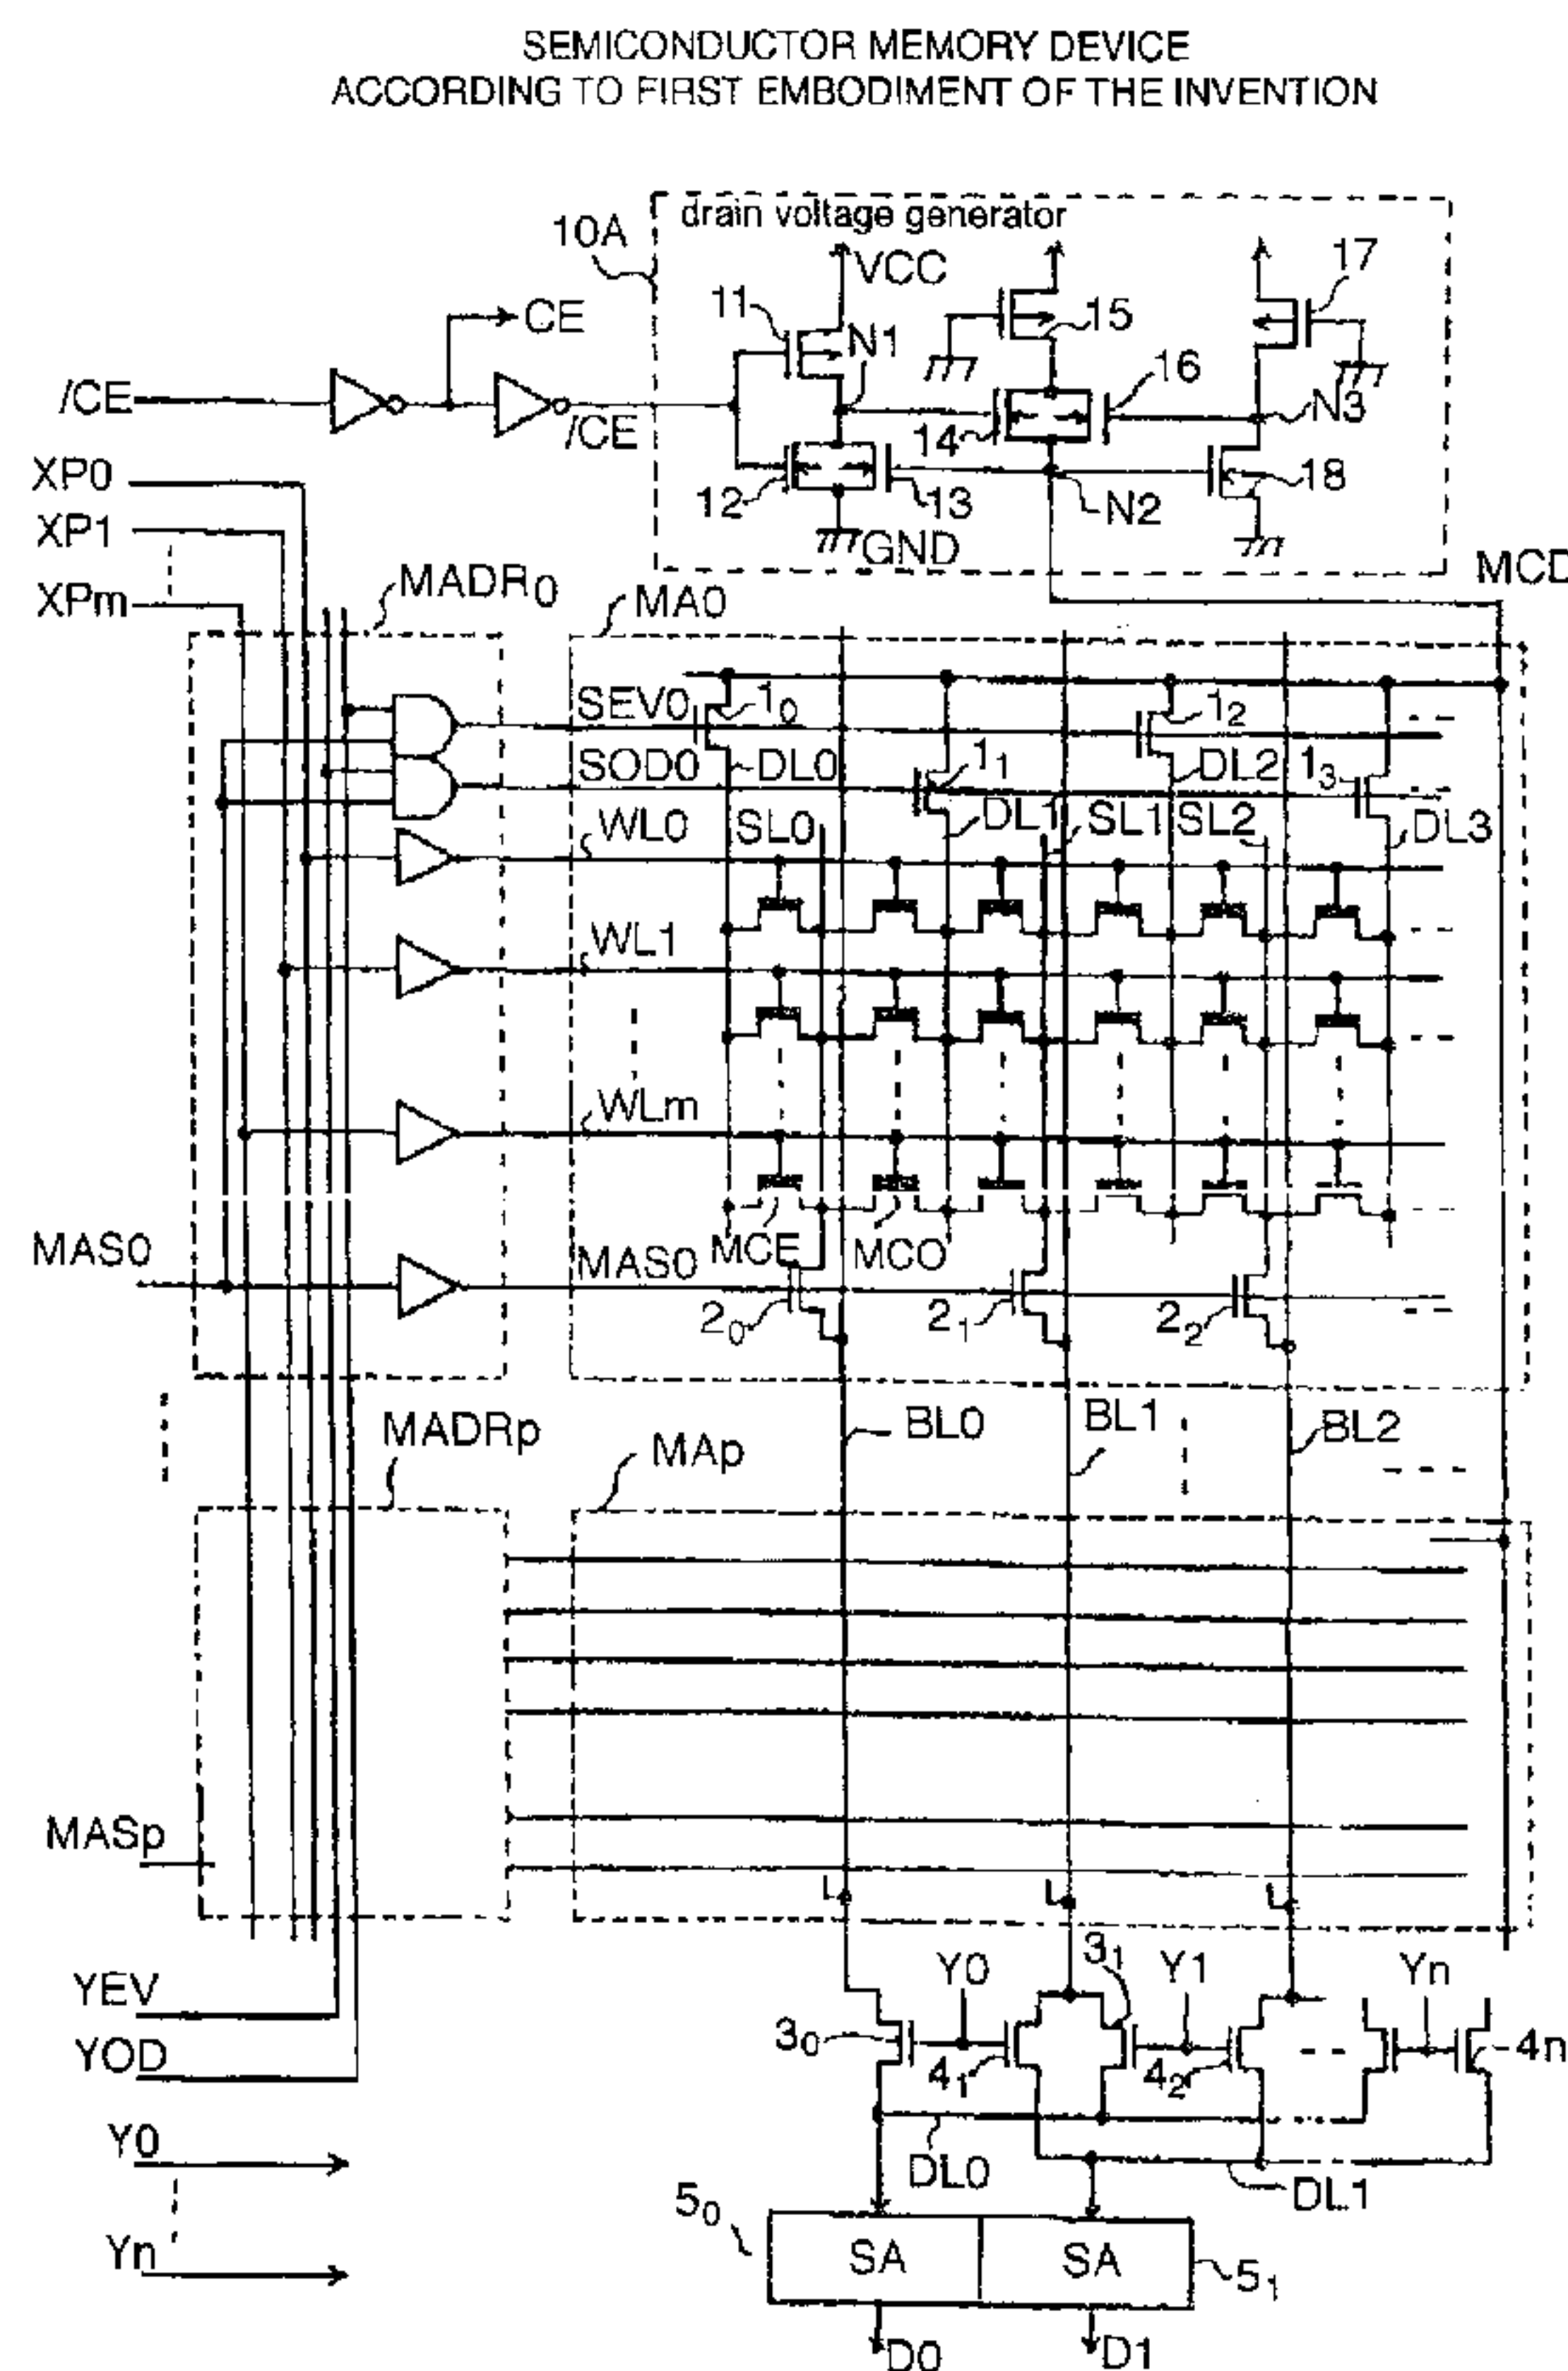 SEMICONDUCTOR MEMORY DEVICE
ACCORDING TO FIRST EMBODIMENT OF THE INVENTION
drain voltage generator
10A
VCC
17
11
CE
N1
15
/CE
16
/CE
14
N3
XP0
12
13
18
N2
XP1
GND
MCD
XPm
MADR0
MA0
SEV0
10
12
SOD0
DL0
11
DL2
13
WL0
SL0
DL1
SL1
SL2
DL3
WL1
WLm
MAS0
MCE
MCO
MAS0
20
21
22
MADRp
MAp
BL0
BL1
BL2
MASp
YEV
Y0
31
Y1
Yn
YOD
30
41
42
4n
Y0
DL0
DL1
Yn
50
SA
SA
51
D0
D1